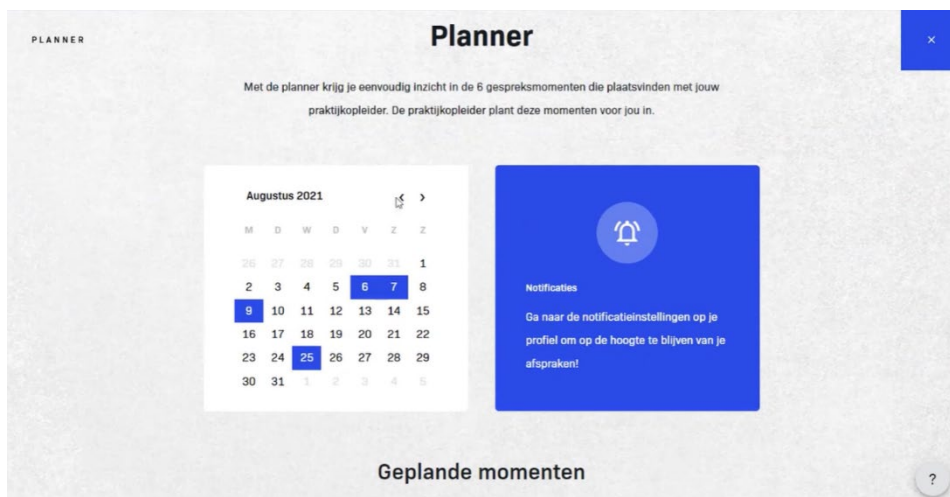 PLANNER
Planner
Met de planner krijg je eenvoudig inzicht in de 6 gespreksmomenten die plaatsvinden met jouw
praktijkopleider. De praktijkopleider plant deze momenten voor jou in.
Augustus 2021
M D W D V Z Z
26 27 28 29 30 31 1
2 3 4 5 6 7 8
9 10 11 12 13 14 15
16 17 18 19 20 21 22
23 24 25 26 27 28 29
30 31 1 2 3 4 5
Notificaties
Ga naar de notificatieinstellingen op je
profiel om op de hoogte te blijven van je
afspraken!
Geplande momenten
?